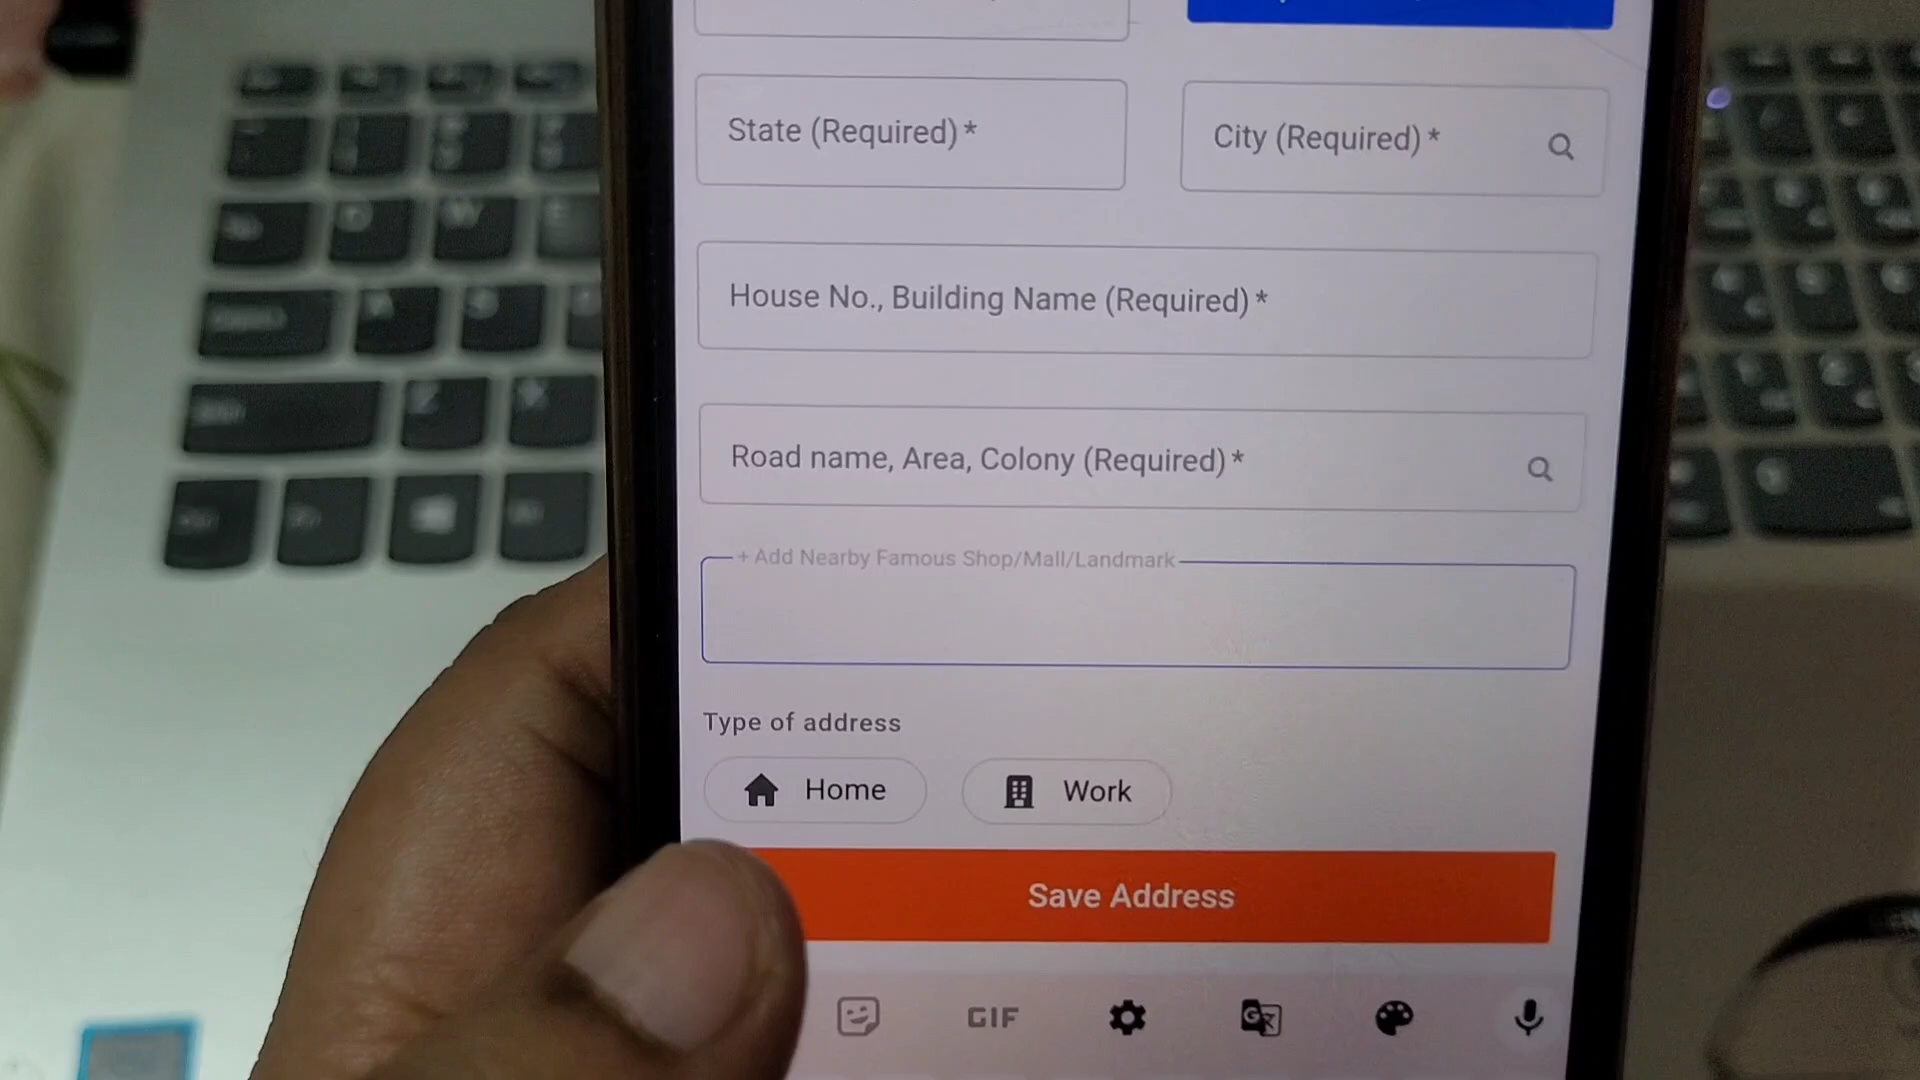 State (Required) *
City (Required) *
House No., Building Name (Required) *
Road name, Area, Colony (Required) *
+ Add Nearby Famous Shop/Mall/Landmark
Type of address
Home
Work
Save Address
GIF